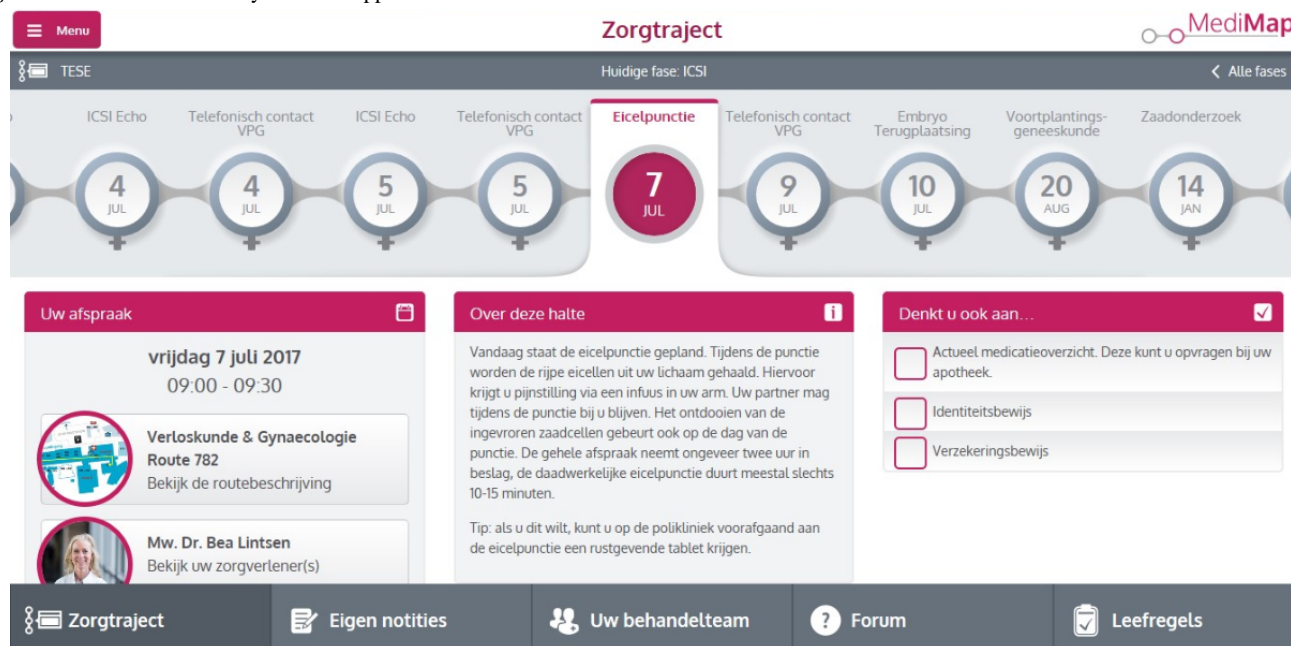 Menu
Zorgtraject
MediMap
TESE
Huidige fase: ICSI
Alle fases
ICSI Echo
4
JUL
Telefonisch contact
VPG
4
JUL
ICSI Echo
5
JUL
Telefonisch contact
VPG
5
JUL
Eicelpunctie
7
JUL
Telefonisch contact
VPG
9
JUL
Embryo
Terugplaatsing
10
JUL
Voortplantings-
geneeskunde
20
AUG
Zaadonderzoek
14
JAN
Uw afspraak
vrijdag 7 juli 2017
09:00 - 09:30
Verloskunde & Gynaecologie
Route 782
Bekijk de routebeschrijving
Mw. Dr. Bea Lintsen
Bekijk uw zorgverlener(s)
Over deze halte
Vandaag staat de eicelpunctie gepland. Tijdens de punctie
worden de rijpe eicellen uit uw lichaam gehaald. Hiervoor
krijgt u pijnstilling via een infuus in uw arm. Uw partner mag
tijdens de punctie bij u blijven. Het ontdooien van de
ingevroren zaadcellen gebeurt ook op de dag van de
punctie. De gehele afspraak neemt ongeveer twee uur in
beslag, de daadwerkelijke eicelpunctie duurt meestal slechts
10-15 minuten.
Tip: als u dit wilt, kunt u op de polikliniek voorafgaand aan
de eicelpunctie een rustgevende tablet krijgen.
Denkt u ook aan...
Actueel medicatieoverzicht. Deze kunt u opvragen bij uw
apotheek.
Identiteitsbewijs
Verzekeringsbewijs
Zorgtraject
Eigen notities
Uw behandelteam
Forum
Leefregels